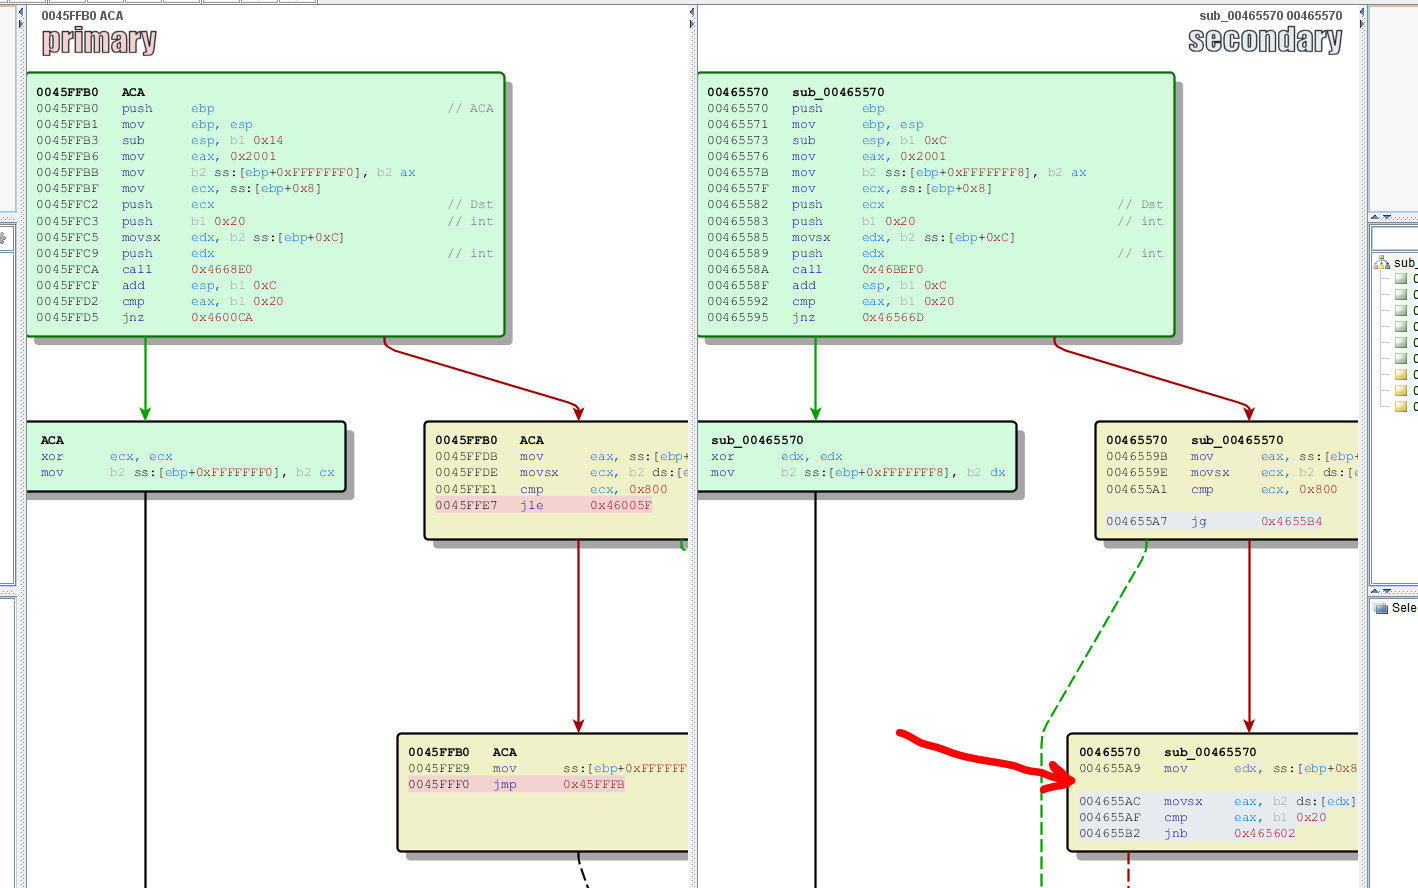 0045FFB0 ACA
primary
0045FFB0 ACA
0045FFB0 push ebp // ACA
0045FFB1 mov ebp, esp
0045FFB3 sub esp, b1 0x14
0045FFB6 mov eax, 0x2001
0045FFBB mov b2 ss:[ebp+0xFFFFFFF0], b2 ax
0045FFBF mov ecx, ss:[ebp+0x8]
0045FFC2 push ecx // Dst
0045FFC3 push b1 0x20 // int
0045FFC5 movsx edx, b2 ss:[ebp+0xC]
0045FFC9 push edx // int
0045FFCA call 0x4668E0
0045FFCF add esp, b1 0xC
0045FFD2 cmp eax, b1 0x20
0045FFD5 jnz 0x4600CA
ACA
xor ecx, ecx
mov b2 ss:[ebp+0xFFFFFFF0], b2 cx
0045FFB0 ACA
0045FFDB mov eax, ss:[ebp+
0045FFDE movsx ecx, b2 ds:[e
0045FFE1 cmp ecx, 0x800
0045FFE7 jle 0x46005F
0045FFB0 ACA
0045FFE9 mov ss:[ebp+0xFFFFFF
0045FFF0 jmp 0x45FFFB
sub_00465570 00465570
secondary
00465570 sub_00465570
00465570 push ebp
00465571 mov ebp, esp
00465573 sub esp, b1 0xC
00465576 mov eax, 0x2001
0046557B mov b2 ss:[ebp+0xFFFFFFF8], b2 ax
0046557F mov ecx, ss:[ebp+0x8]
00465582 push ecx // Dst
00465583 push b1 0x20 // int
00465585 movsx edx, b2 ss:[ebp+0xC]
00465589 push edx // int
0046558A call 0x46BEF0
0046558F add esp, b1 0xC
00465592 cmp eax, b1 0x20
00465595 jnz 0x46566D
sub_00465570
xor edx, edx
mov b2 ss:[ebp+0xFFFFFFF8], b2 dx
00465570 sub_00465570
0046559B mov eax, ss:[ebp+
0046559E movsx ecx, b2 ds:[e
004655A1 cmp ecx, 0x800
004655A7 jg 0x4655B4
00465570 sub_00465570
004655A9 mov edx, ss:[ebp+0x8
004655AC movsx eax, b2 ds:[edx]
004655AF cmp eax, b1 0x20
004655B2 jnb 0x465602
sub_
0
0
0
0
0
0
0
0
0
Sele